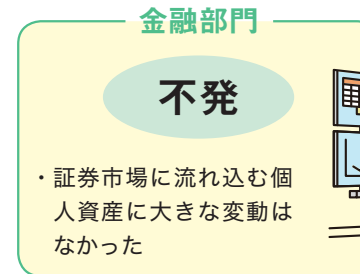 金融部門
不発
・証券市場に流れ込む個
人資産に大きな変動は
なかった